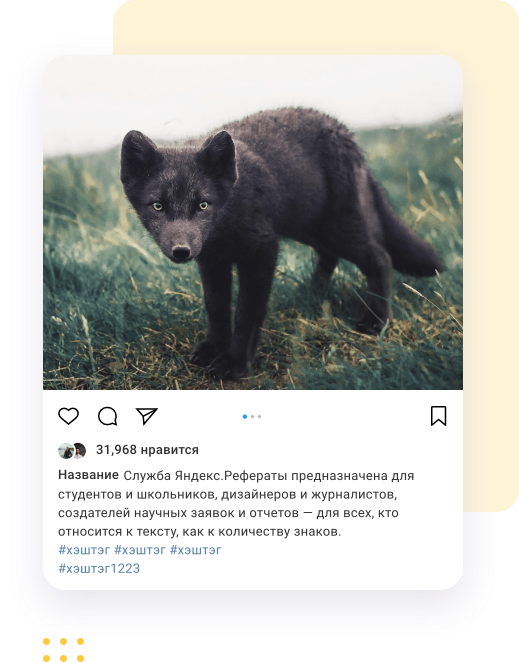 31,968 нравится
Название Служба Яндекс.Рефераты предназначена для
студентов и школьников, дизайнеров и журналистов,
создателей научных заявок и отчетов — для всех, кто
относится к тексту, как к количеству знаков.
#хэштэг #хэштэг #хэштэг
#хэштэг1223